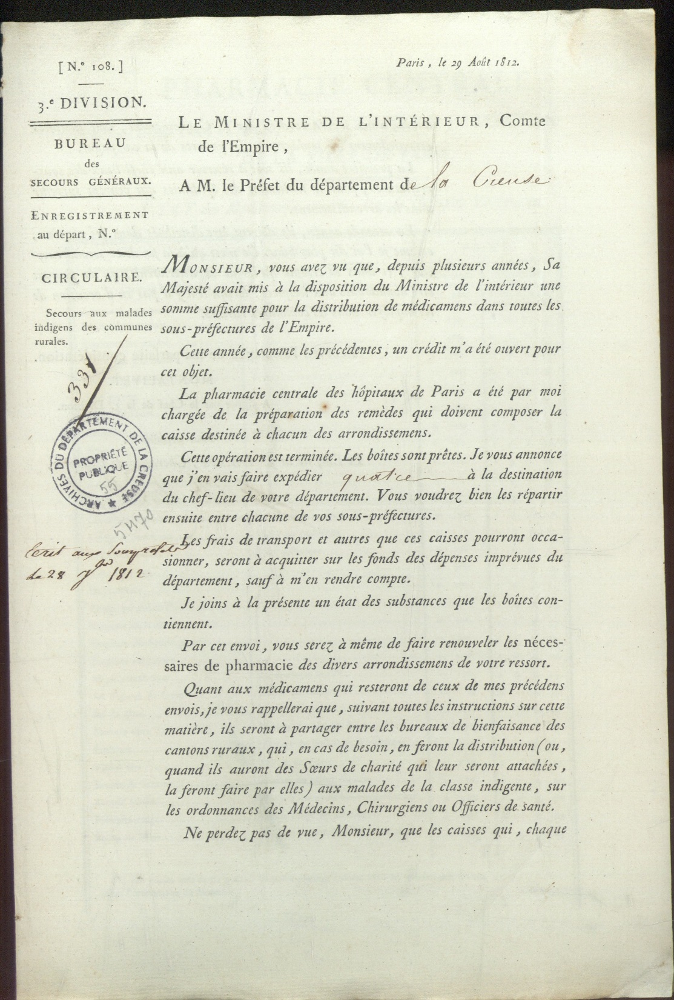 [ N.° 108. ]
3.e DIVISION.
BUREAU
des
SECOURS GÉNÉRAUX.
ENREGISTREMENT
au départ, N.°
CIRCULAIRE.
Secours aux malades
indigens des communes
rurales.
331
ARCHIVES DU DÉPARTEMENT DE LA CREUSE
PROPRIÉTÉ
PUBLIQUE
55
5M70
Ecrit aux Souspréfets
de 28 7bre 1812.
Paris, le 29 Août 1812.
LE MINISTRE DE L'INTÉRIEUR, Comte
de l'Empire,
A M. le Préfet du département de la Creuse
MONSIEUR, vous avez vu que, depuis plusieurs années, Sa
Majesté avait mis à la disposition du Ministre de l'intérieur une
somme suffisante pour la distribution de médicamens dans toutes les
sous-préfectures de l'Empire.
Cette année, comme les précédentes, un crédit m'a été ouvert pour
cet objet.
La pharmacie centrale des hôpitaux de Paris a été par moi
chargée de la préparation des remèdes qui doivent composer la
caisse destinée à chacun des arrondissemens.
Cette opération est terminée. Les boîtes sont prêtes. Je vous annonce
que j'en vais faire expédier quatre à la destination
du chef-lieu de votre département. Vous voudrez bien les répartir
ensuite entre chacune de vos sous-préfectures.
Les frais de transport et autres que ces caisses pourront occa-
sionner, seront à acquitter sur les fonds des dépenses imprévues du
département, sauf à m'en rendre compte.
Je joins à la présente un état des substances que les boîtes con-
tiennent.
Par cet envoi, vous serez à même de faire renouveler les néces-
saires de pharmacie des divers arrondissemens de votre ressort.
Quant aux médicamens qui resteront de ceux de mes précédens
envois, je vous rappellerai que, suivant toutes les instructions sur cette
matière, ils seront à partager entre les bureaux de bienfaisance des
cantons ruraux, qui, en cas de besoin, en feront la distribution (ou,
quand ils auront des Sœurs de charité qui leur seront attachées,
la feront faire par elles) aux malades de la classe indigente, sur
les ordonnances des Médecins, Chirurgiens ou Officiers de santé.
Ne perdez pas de vue, Monsieur, que les caisses qui, chaque